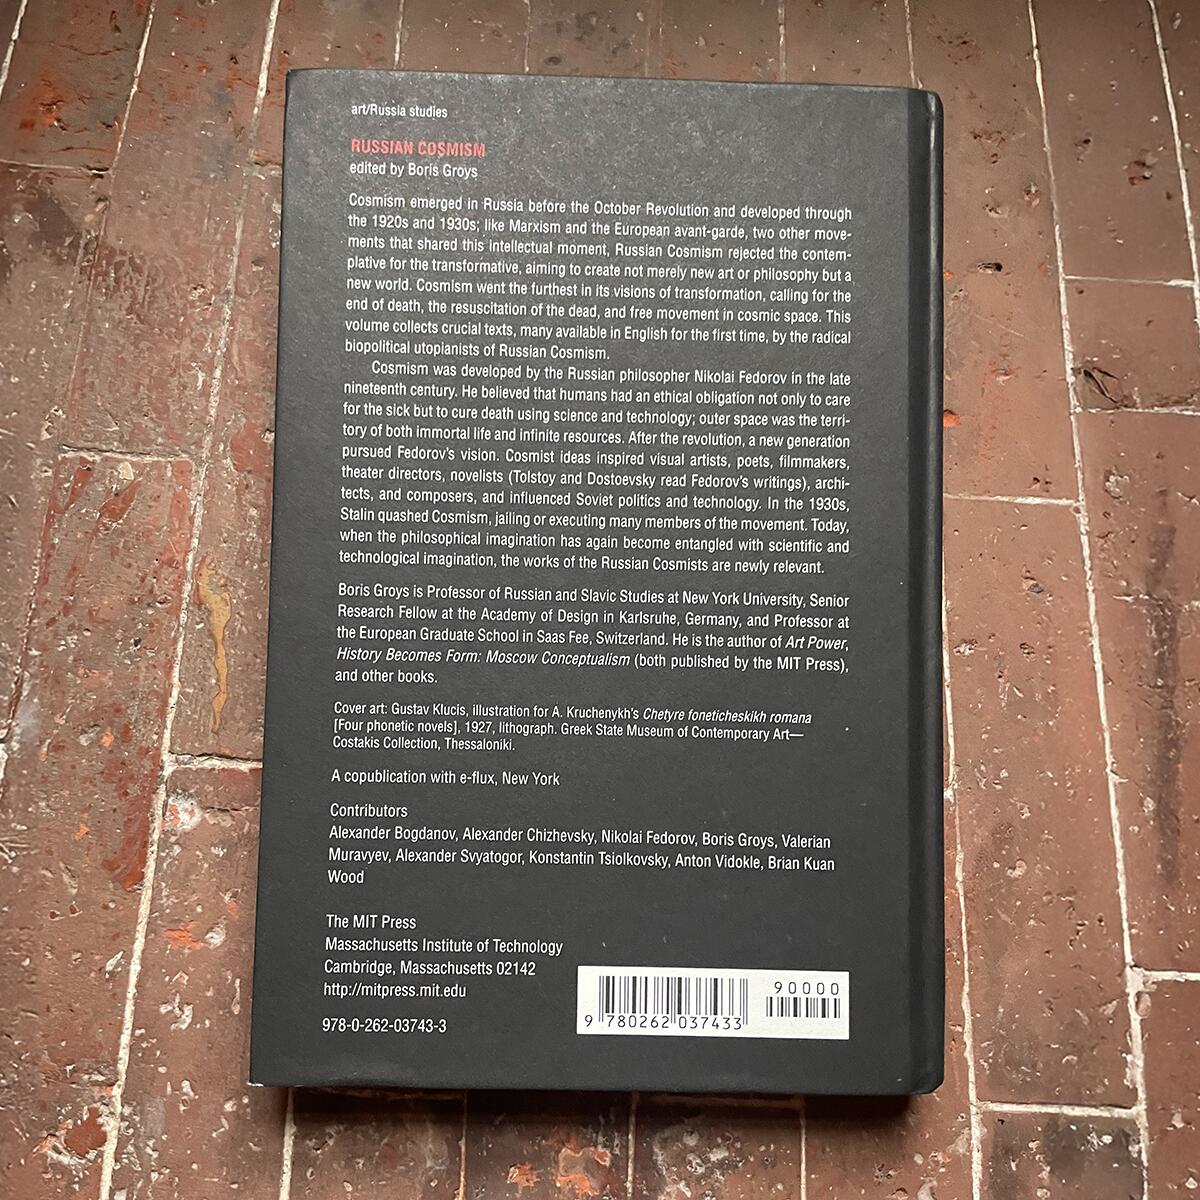 art/Russia studies
RUSSIAN COSMISM
edited by Boris Groys
Cosmism emerged in Russia before the October Revolution and developed through
the 1920s and 1930s; like Marxism and the European avant-garde, two other move-
ments that shared this intellectual moment, Russian Cosmism rejected the contem-
plative for the transformative, aiming to create not merely new art or philosophy but a
new world. Cosmism went the furthest in its visions of transformation, calling for the
end of death, the resuscitation of the dead, and free movement in cosmic space. This
volume collects crucial texts, many available in English for the first time, by the radical
biopolitical utopianists of Russian Cosmism.
Cosmism was developed by the Russian philosopher Nikolai Fedorov in the late
nineteenth century. He believed that humans had an ethical obligation not only to care
for the sick but to cure death using science and technology; outer space was the terri-
tory of both immortal life and infinite resources. After the revolution, a new generation
pursued Fedorov's vision. Cosmist ideas inspired visual artists, poets, filmmakers,
theater directors, novelists (Tolstoy and Dostoevsky read Fedorov's writings), archi-
tects, and composers, and influenced Soviet politics and technology. In the 1930s,
Stalin quashed Cosmism, jailing or executing many members of the movement. Today,
when the philosophical imagination has again become entangled with scientific and
technological imagination, the works of the Russian Cosmists are newly relevant.
Boris Groys is Professor of Russian and Slavic Studies at New York University, Senior
Research Fellow at the Academy of Design in Karlsruhe, Germany, and Professor at
the European Graduate School in Saas Fee, Switzerland. He is the author of Art Power,
History Becomes Form: Moscow Conceptualism (both published by the MIT Press),
and other books.
Cover art: Gustav Klucis, illustration for A. Kruchenykh's Chetyre foneticheskikh romana
[Four phonetic novels], 1927, lithograph. Greek State Museum of Contemporary Art—
Costakis Collection, Thessaloniki.
A copublication with e-flux, New York
Contributors
Alexander Bogdanov, Alexander Chizhevsky, Nikolai Fedorov, Boris Groys, Valerian
Muravyev, Alexander Svyatogor, Konstantin Tsiolkovsky, Anton Vidokle, Brian Kuan
Wood
The MIT Press
Massachusetts Institute of Technology
Cambridge, Massachusetts 02142
http://mitpress.mit.edu
978-0-262-03743-3
90000
9 780262 037433